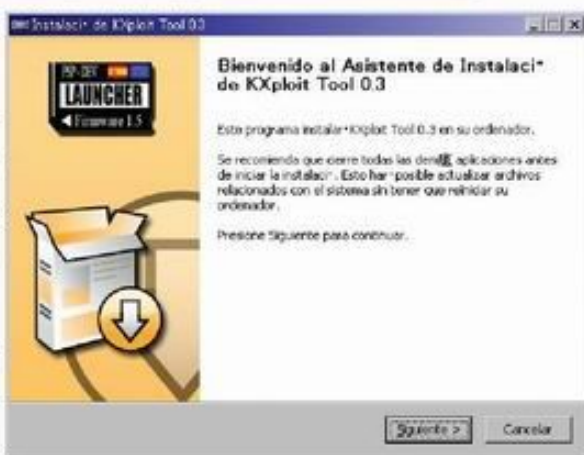 Instalaci・ de KXploit Tool 0.3
PSP-DEV
LAUNCHER
Firmware 1.5
Bienvenido al Asistente de Instalaci・
de KXploit Tool 0.3
Este programa instalar・KXploit Tool 0.3 en su ordenador.
Se recomienda que cierre todas las dem aplicaciones antes
de iniciar la instalaci・. Esto har・posible actualizar archivos
relacionados con el sistema sin tener que reiniciar su
ordenador.
Presione Siguiente para continuar.
Siguiente >
Cancelar